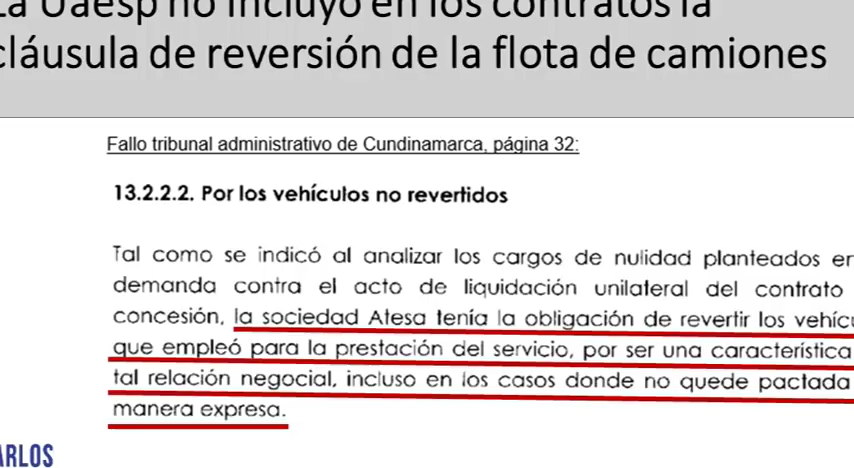 La Uaesp no incluyó en los contratos la
cláusula de reversión de la flota de camiones
Fallo tribunal administrativo de Cundinamarca, página 32:
13.2.2.2. Por los vehículos no revertidos
Tal como se indicó al analizar los cargos de nulidad planteados en
demanda contra el acto de liquidación unilateral del contrato
concesión, la sociedad Atesa tenía la obligación de revertir los vehícu
que empleó para la prestación del servicio, por ser una característica
tal relación negocial, incluso en los casos donde no quede pactada
manera expresa.
ARLOS